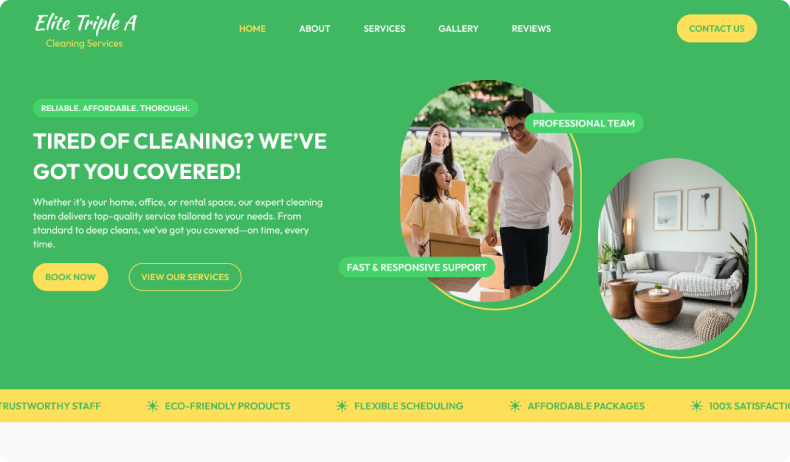 Elite Triple A
Cleaning Services
HOME ABOUT SERVICES GALLERY REVIEWS CONTACT US
RELIABLE. AFFORDABLE. THOROUGH.
TIRED OF CLEANING? WE'VE
GOT YOU COVERED!
Whether it's your home, office, or rental space, our expert cleaning
team delivers top-quality service tailored to your needs. From
standard to deep cleans, we've got you covered—on time, every
time.
BOOK NOW VIEW OUR SERVICES
PROFESSIONAL TEAM
FAST & RESPONSIVE SUPPORT
TRUSTWORTHY STAFF ECO-FRIENDLY PRODUCTS FLEXIBLE SCHEDULING AFFORDABLE PACKAGES 100% SATISFACTIO